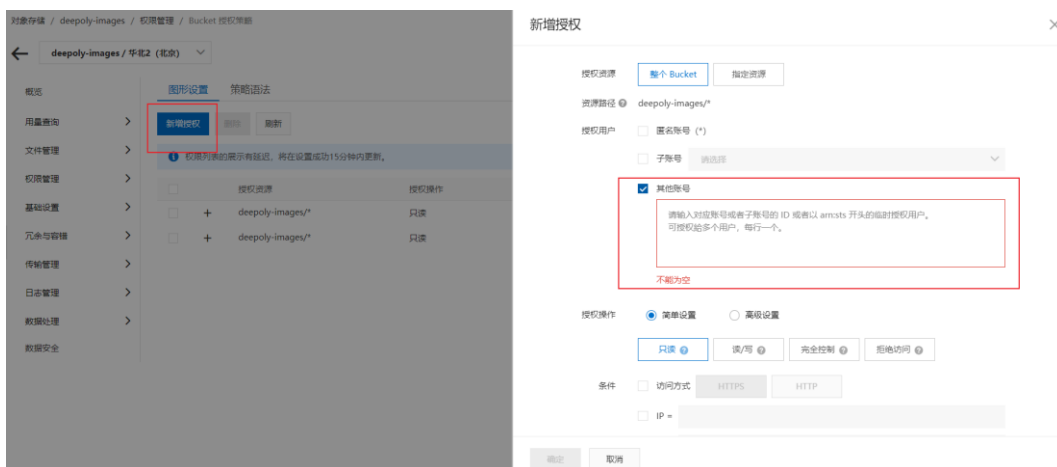 对象存储 / deepoly-images / 权限管理 / Bucket 授权策略
deepoly-images / 华北2 (北京)
概览
用量查询
文件管理
权限管理
基础设置
冗余与容错
传输管理
日志管理
数据处理
数据安全
图形设置 策略语法
新增授权 删除 刷新
权限列表的展示有延迟，将在设置成功15分钟内更新。
授权资源 授权操作
+ deepoly-images/* 只读
+ deepoly-images/* 只读
新增授权
授权资源 整个 Bucket 指定资源
资源路径 deepoly-images/*
授权用户 匿名账号 (*)
子账号 请选择
其他账号
请输入对应账号或者子账号的 ID 或者以 arn:sts 开头的临时授权用户。
可授权给多个用户，每行一个。
不能为空
授权操作 简单设置 高级设置
只读 读/写 完全控制 拒绝访问
条件 访问方式 HTTPS HTTP
IP =
确定 取消